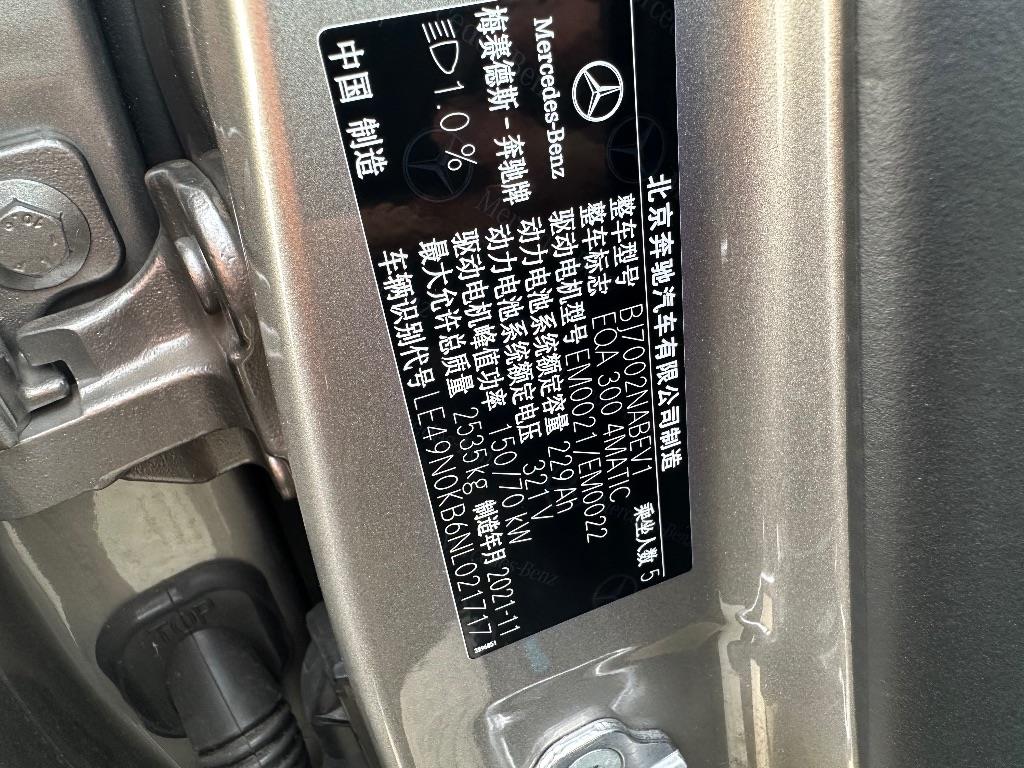 北京奔驰汽车有限公司制造
Mercedes-Benz
梅赛德斯-奔驰牌
1.0%
中国 制造
整车型号 BJ7002NABEV1 乘坐人数 5
整车标志 EQA 300 4MATIC
驱动电机型号 EM0021/EM0022
动力电池系统额定容量 229Ah
动力电池系统额定电压 321V
驱动电机峰值功率 150/70kW
最大允许总质量 2535kg 制造年月 2021-11
车辆识别代号 LE49N0KB6NL021717
10.9